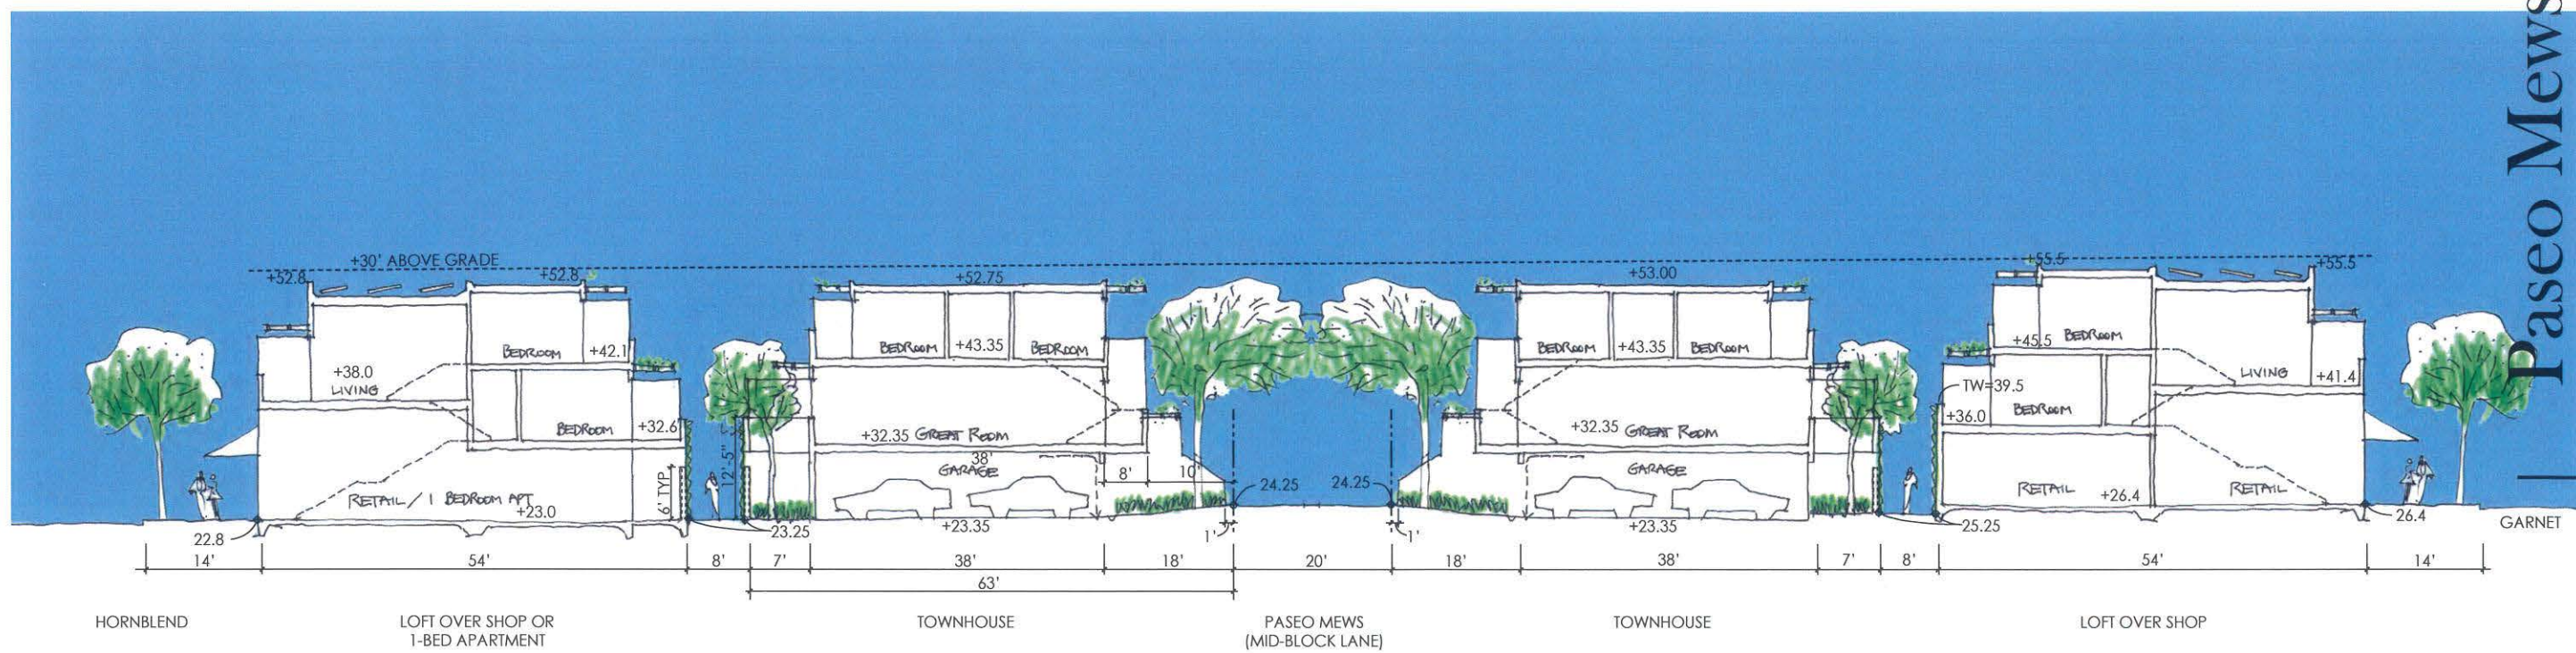 Paseo Mews
+30' ABOVE GRADE
+52.8
+52.8
+52.75
+53.00
+55.5
+55.5
BEDROOM
+42.1
+38.0
LIVING
BEDROOM
+32.6
RETAIL / 1 BEDROOM APT
+23.0
6' TYP.
12'-5"
BEDROOM
+43.35
BEDROOM
+32.35 GREAT ROOM
38'
GARAGE
8'
10'
+23.35
24.25
24.25
BEDROOM
+43.35
BEDROOM
+32.35 GREAT ROOM
GARAGE
+23.35
+45.5
BEDROOM
TW=39.5
+36.0
BEDROOM
LIVING
+41.4
RETAIL
+26.4
RETAIL
22.8
23.25
1'
1'
25.25
26.4
GARNET
14'
54'
8'
7'
38'
18'
20'
18'
38'
7'
8'
54'
14'
63'
HORNBLEND
LOFT OVER SHOP OR
1-BED APARTMENT
TOWNHOUSE
PASEO MEWS
(MID-BLOCK LANE)
TOWNHOUSE
LOFT OVER SHOP